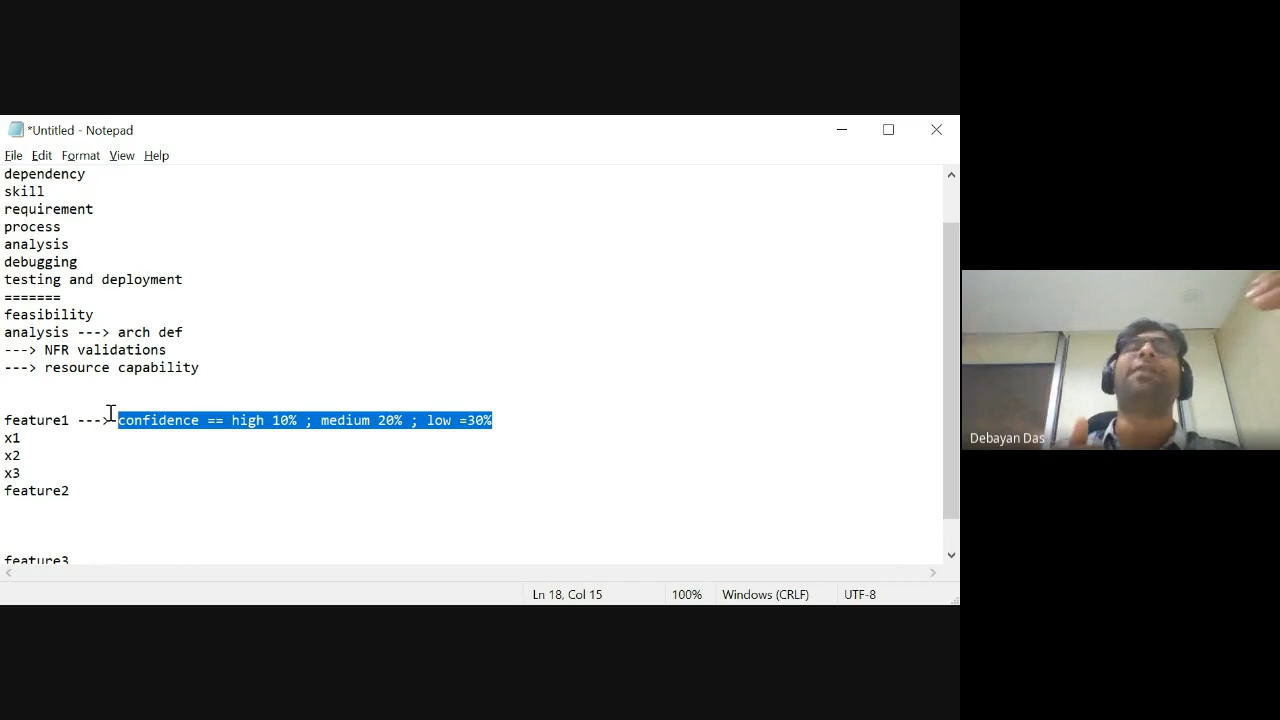 *Untitled - Notepad
File Edit Format View Help
dependency
skill
requirement
process
analysis
debugging
testing and deployment
=======
feasibility
analysis ---> arch def
---> NFR validations
---> resource capability
feature1 ---> confidence == high 10% ; medium 20% ; low =30%
x1
x2
x3
feature2
feature3
Ln 18, Col 15 100% Windows (CRLF) UTF-8
Debayan Das